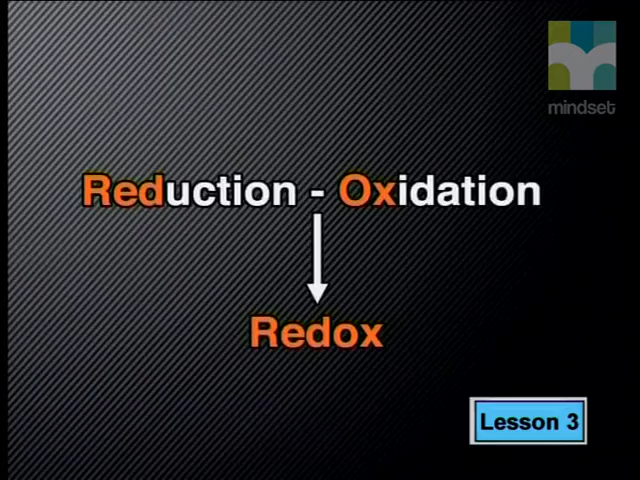 mindset
Reduction - Oxidation
Redox
Lesson 3